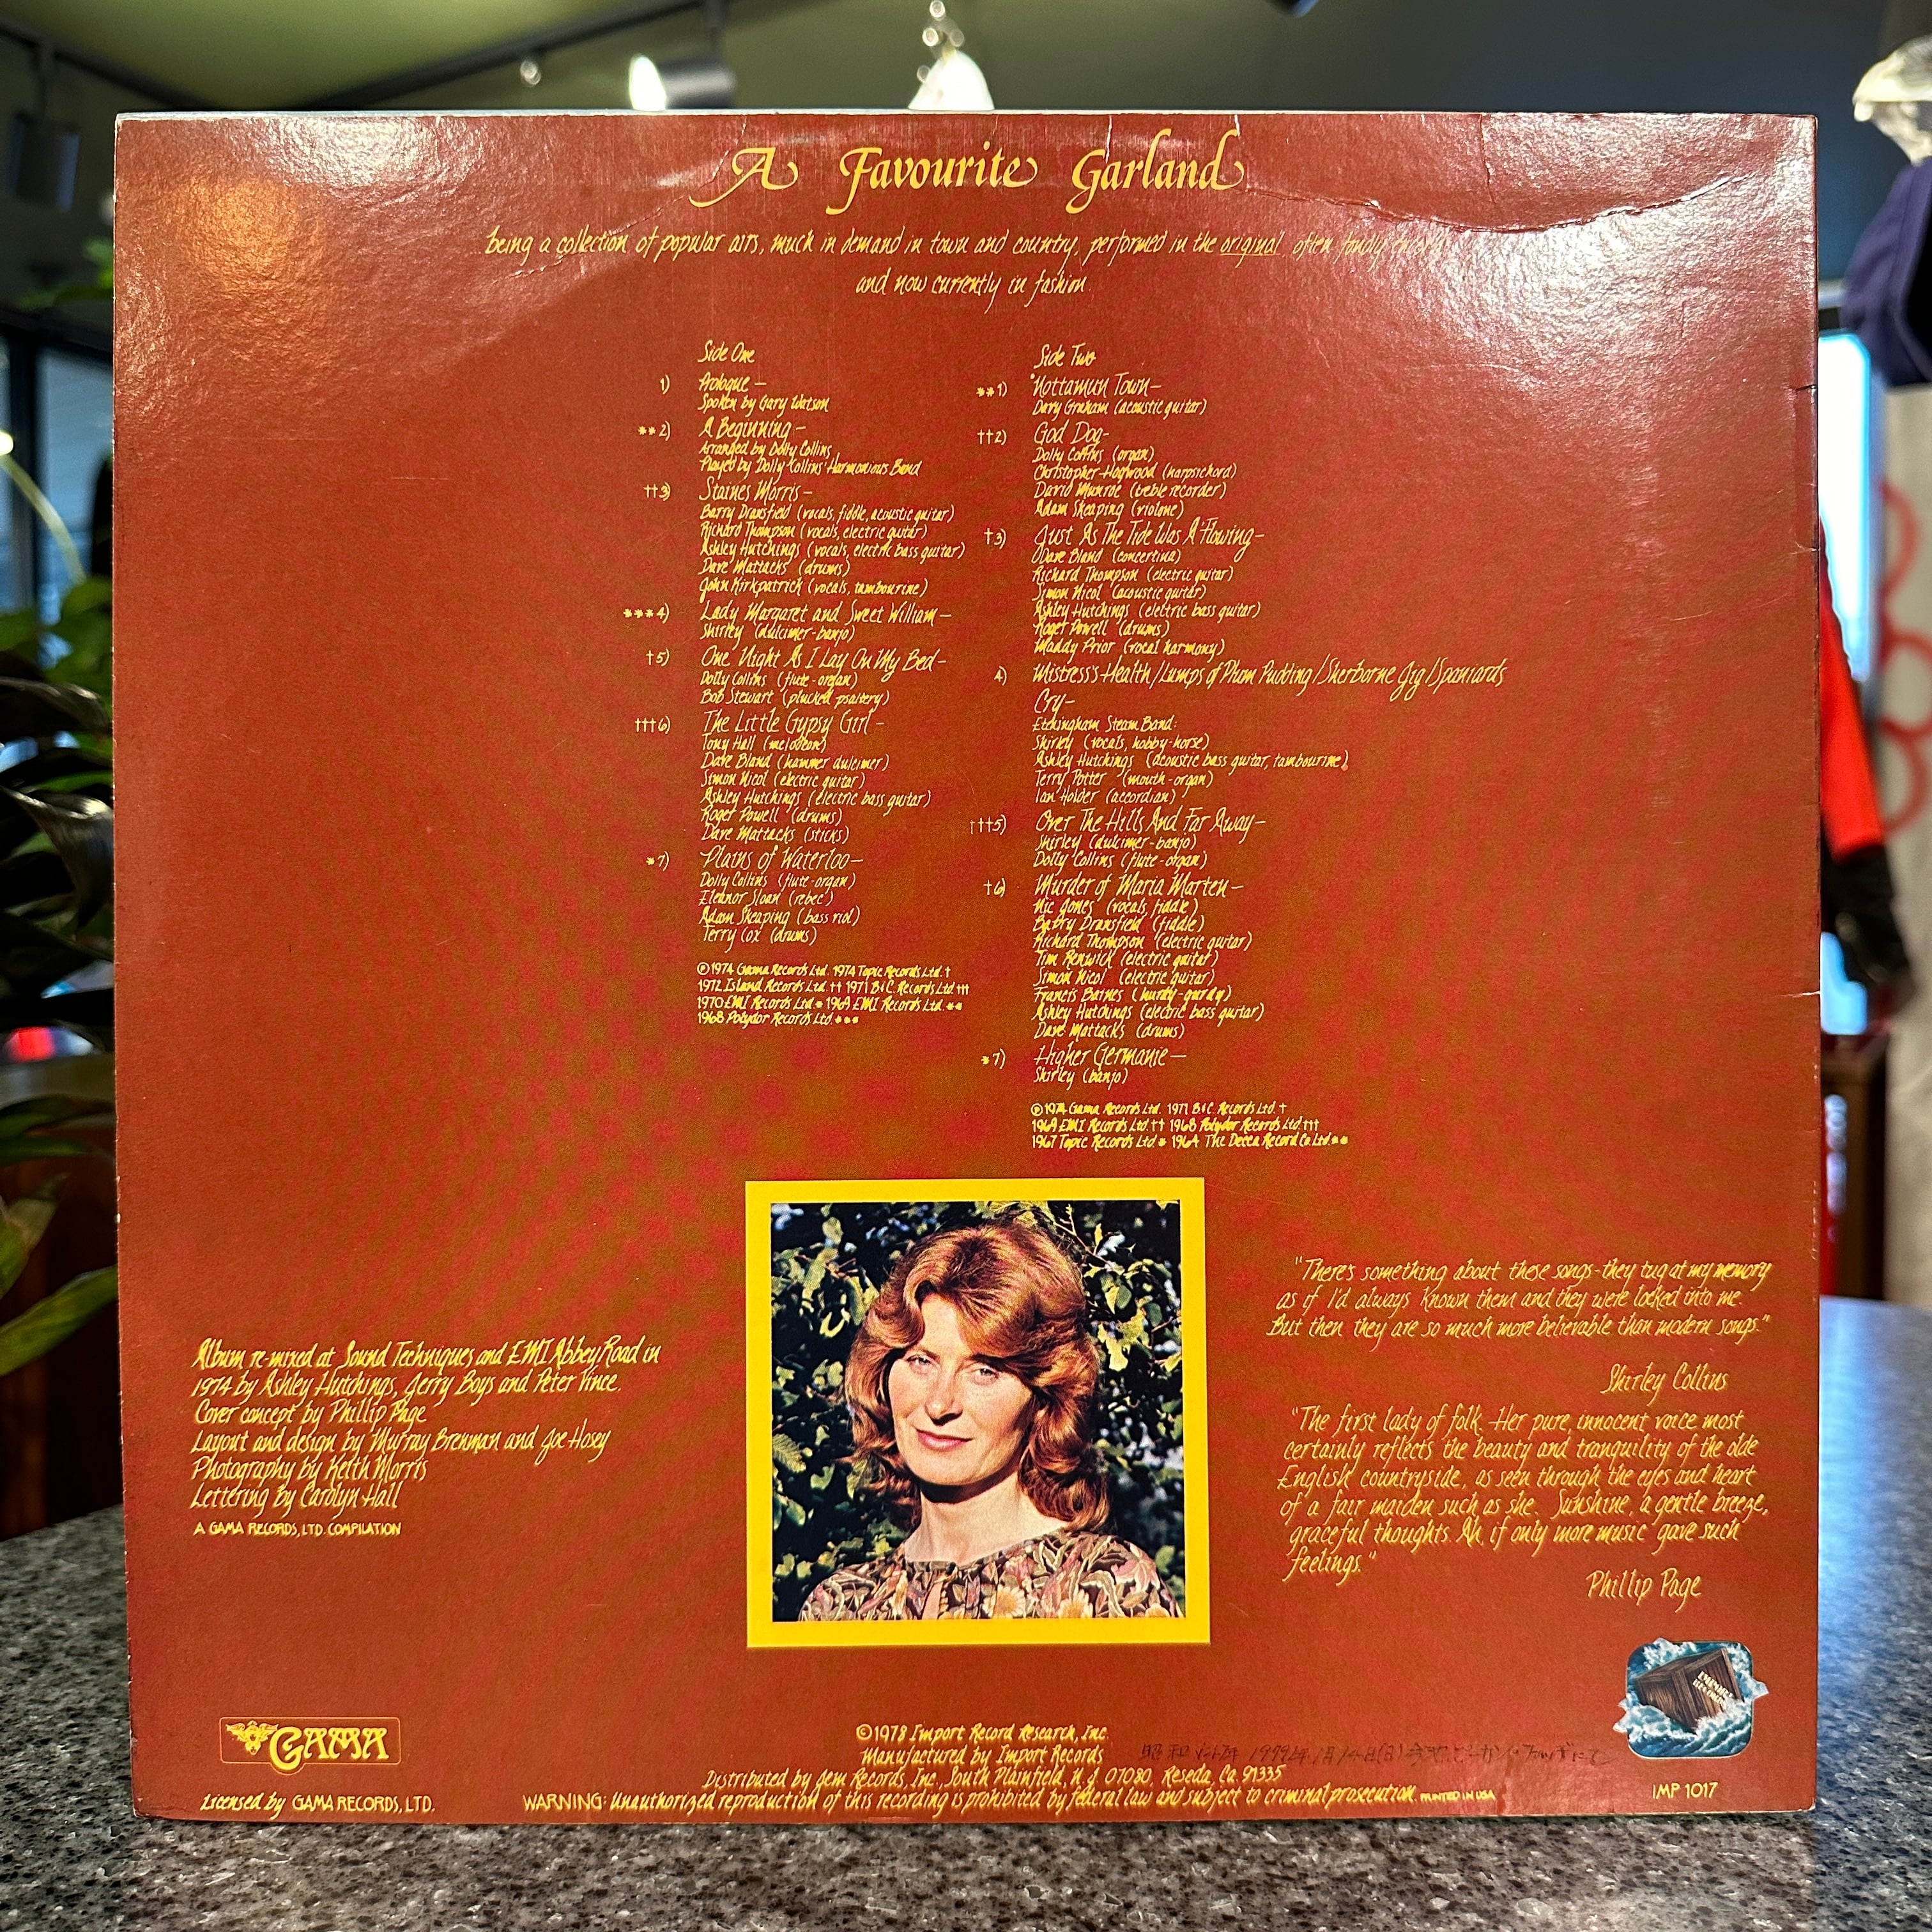 A Favourite Garland
being a collection of popular airs, much in demand in town and country, performed in the original often
and now currently in fashion
Side One
1) Prologue —
Spoken by Gary Watson
**2) A Beginning —
Arranged by Dolly Collins
Played by Dolly Collins' Harmonious Band
††3) Staines Morris —
Barry Dransfield (vocals, fiddle, acoustic guitar)
Richard Thompson (vocals, electric guitar)
Ashley Hutchings (vocals, electric bass guitar)
Dave Mattacks (drums)
John Kirkpatrick (vocals, tambourine)
***4) Lady Margaret and Sweet William —
Shirley (dulcimer-banjo)
†5) One Night As I Lay On My Bed —
Dolly Collins (flute-organ)
Bob Stewart (plucked psaltery)
†††6) The Little Gypsy Girl —
Tony Hall (melodeon)
Dave Bland (hammer dulcimer)
Simon Nicol (electric guitar)
Ashley Hutchings (electric bass guitar)
Roger Powell (drums)
Dave Mattacks (sticks)
*7) Plains of Waterloo —
Dolly Collins (flute-organ)
Eleanor Sloan (rebec)
Adam Skeaping (bass viol)
Terry Cox (drums)
℗ 1974 Gama Records Ltd. 1974 Topic Records Ltd. †
1972 Island Records Ltd †† 1971 B&C. Records Ltd †††
1970 EMI Records Ltd * 1969 EMI Records Ltd. **
1968 Polydor Records Ltd ***
Side Two
**1) Nottamun Town —
Davy Graham (acoustic guitar)
††2) God Dog —
Dolly Collins (organ)
Christopher Hogwood (harpsichord)
David Munroe (treble recorder)
Adam Skeaping (violone)
†3) Just As The Tide Was A Flowing —
Dave Bland (concertina)
Richard Thompson (electric guitar)
Simon Nicol (acoustic guitar)
Ashley Hutchings (electric bass guitar)
Roger Powell (drums)
Maddy Prior (vocal harmony)
4) Mistress's Health/Lumps of Plum Pudding/Sherborne Jig/Spaniards
Cry —
Etchingham Steam Band:
Shirley (vocals, hobby-horse)
Ashley Hutchings (acoustic bass guitar, tambourine)
Terry Potter (mouth-organ)
Ian Holder (accordian)
†††5) Over The Hills And Far Away —
Shirley (dulcimer-banjo)
Dolly Collins (flute-organ)
†6) Murder of Maria Marten —
Nic Jones (vocals, fiddle)
Barry Dransfield (fiddle)
Richard Thompson (electric guitar)
Tim Renwick (electric guitar)
Simon Nicol (electric guitar)
Francis Baines (hurdy-gurdy)
Ashley Hutchings (electric bass guitar)
Dave Mattacks (drums)
*7) Higher Germanie —
Shirley (banjo)
℗ 1974 Gama Records Ltd. 1971 B&C. Records Ltd. †
1969 EMI Records Ltd †† 1968 Polydor Records Ltd †††
1967 Topic Records Ltd * 1964 The Decca Record Co Ltd **
"There's something about these songs-they tug at my memory
as if I'd always known them and they were locked into me.
But then they are so much more believable than modern songs."
Shirley Collins
"The first lady of folk. Her pure, innocent voice most
certainly reflects the beauty and tranquility of the olde
English countryside, as seen through the eyes and heart
of a fair maiden such as she. Sunshine, a gentle breeze,
graceful thoughts. Ah, if only more music gave such
feelings."
Phillip Page
Album re-mixed at Sound Techniques and EMI Abbey Road in
1974 by Ashley Hutchings, Jerry Boys and Peter Vince.
Cover concept by Phillip Page
Layout and design by Murray Brenman and Joe Hosey
Photography by Keith Morris
Lettering by Carolyn Hall
A GAMA RECORDS, LTD. COMPILATION
GAMA
Licensed by GAMA RECORDS, LTD.
©1978 Import Record Research, Inc.
Manufactured by Import Records
Distributed by Jem Records, Inc., South Plainfield, N.J. 07080, Reseda, Ca. 91335
WARNING: Unauthorized reproduction of this recording is prohibited by federal law and subject to criminal prosecution. PRINTED IN USA
IMPORT
RECORDS
IMP 1017